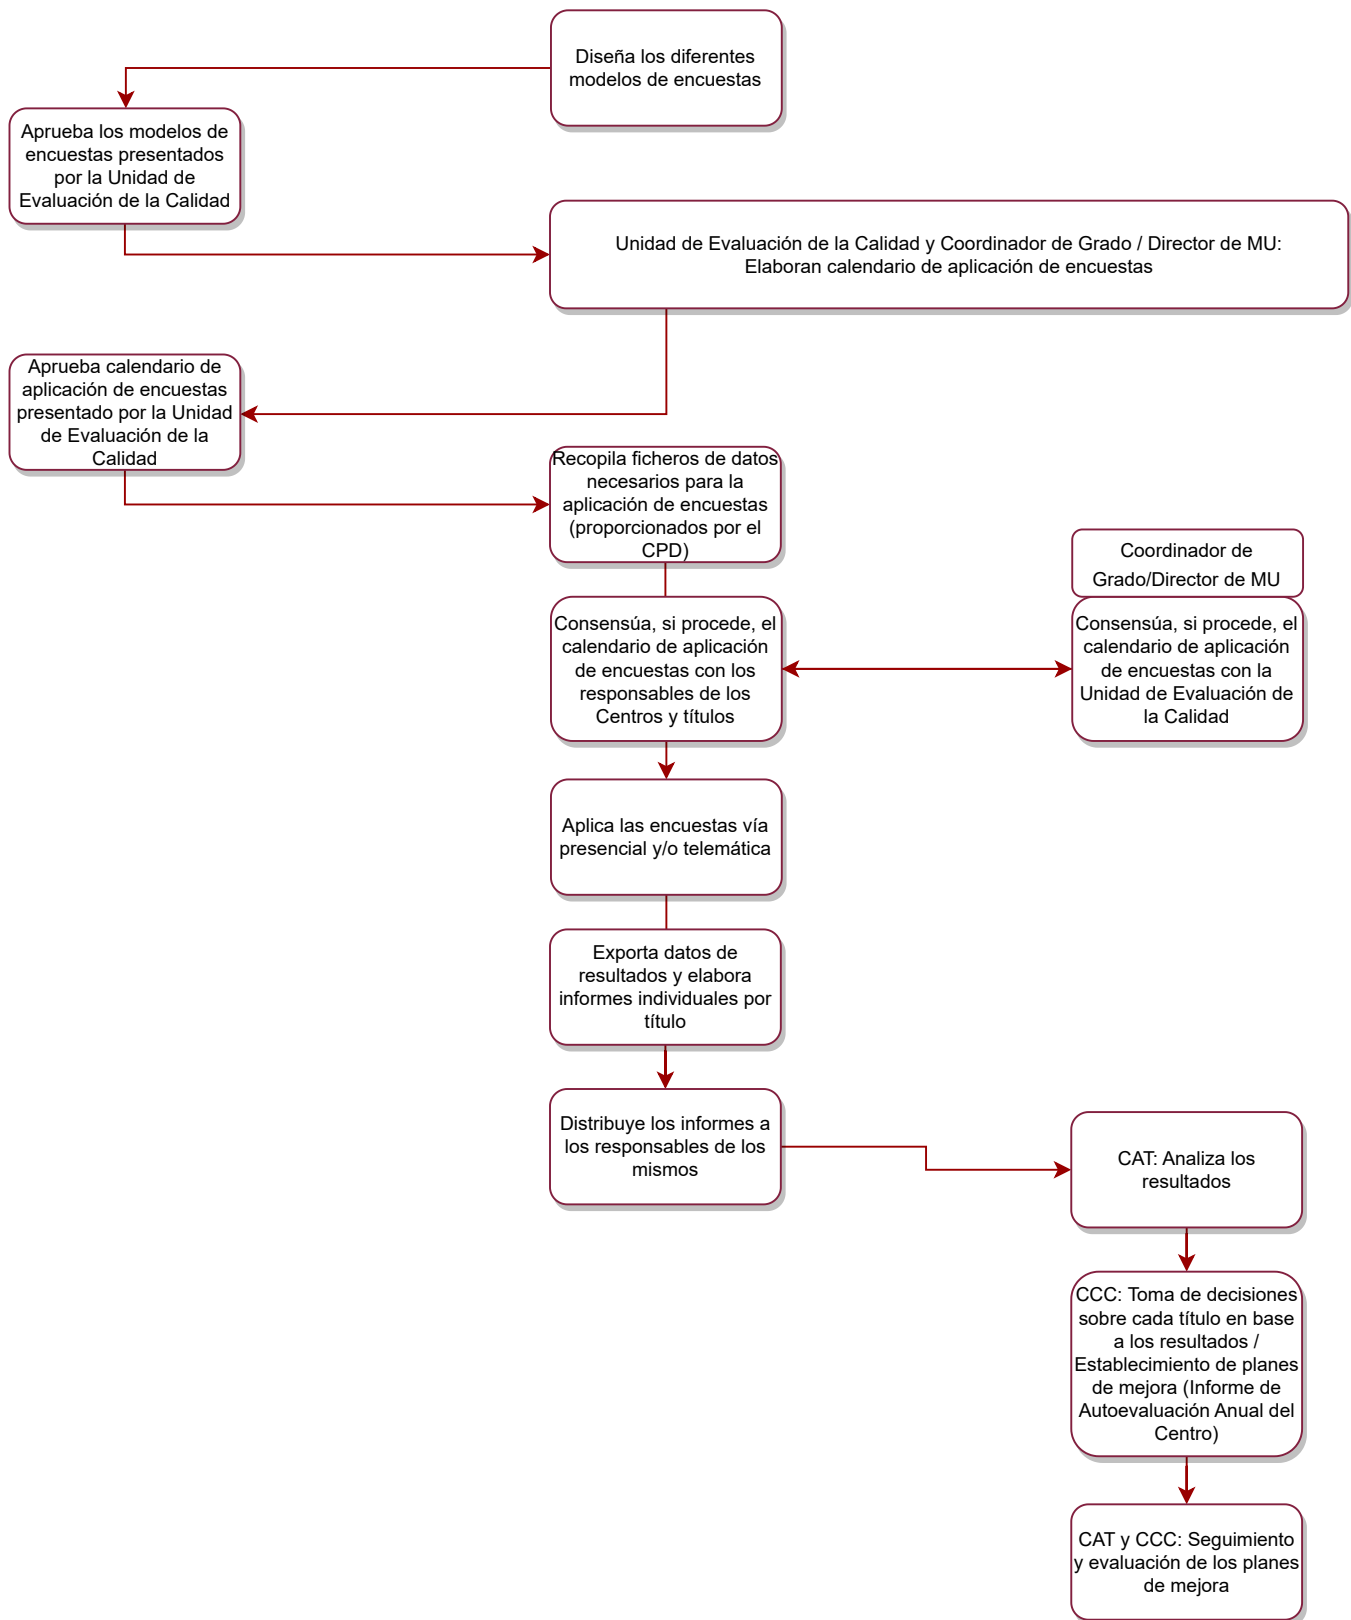 Diseña los diferentes
modelos de encuestas
Aprueba los modelos de
encuestas presentados
por la Unidad de
Evaluación de la Calidad
Unidad de Evaluación de la Calidad y Coordinador de Grado / Director de MU:
Elaboran calendario de aplicación de encuestas
Aprueba calendario de
aplicación de encuestas
presentado por la Unidad
de Evaluación de la
Calidad
Recopila ficheros de datos
necesarios para la
aplicación de encuestas
(proporcionados por el
CPD)
Coordinador de
Grado/Director de MU
Consensúa, si procede, el
calendario de aplicación
de encuestas con los
responsables de los
Centros y títulos
Consensúa, si procede, el
calendario de aplicación
de encuestas con la
Unidad de Evaluación de
la Calidad
Aplica las encuestas vía
presencial y/o telemática
Exporta datos de
resultados y elabora
informes individuales por
título
Distribuye los informes a
los responsables de los
mismos
CAT: Analiza los
resultados
CCC: Toma de decisiones
sobre cada título en base
a los resultados /
Establecimiento de planes
de mejora (Informe de
Autoevaluación Anual del
Centro)
CAT y CCC: Seguimiento
y evaluación de los planes
de mejora